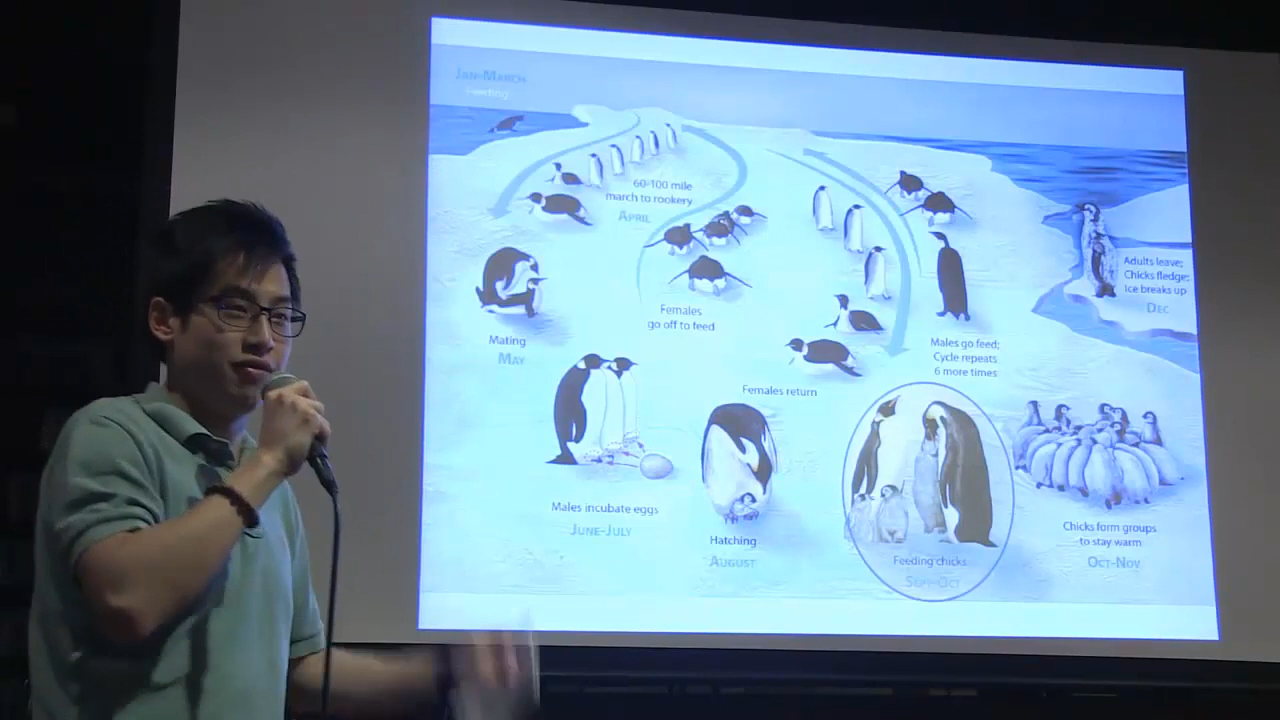 Jan-March
Feeding
60-100 mile
march to rookery
April
Females
go off to feed
Mating
May
Adults leave;
Chicks fledge;
Ice breaks up
Dec
Males go feed;
Cycle repeats
6 more times
Females return
Males incubate eggs
June-July
Hatching
August
Feeding chicks
Sept-Oct
Chicks form groups
to stay warm
Oct-Nov